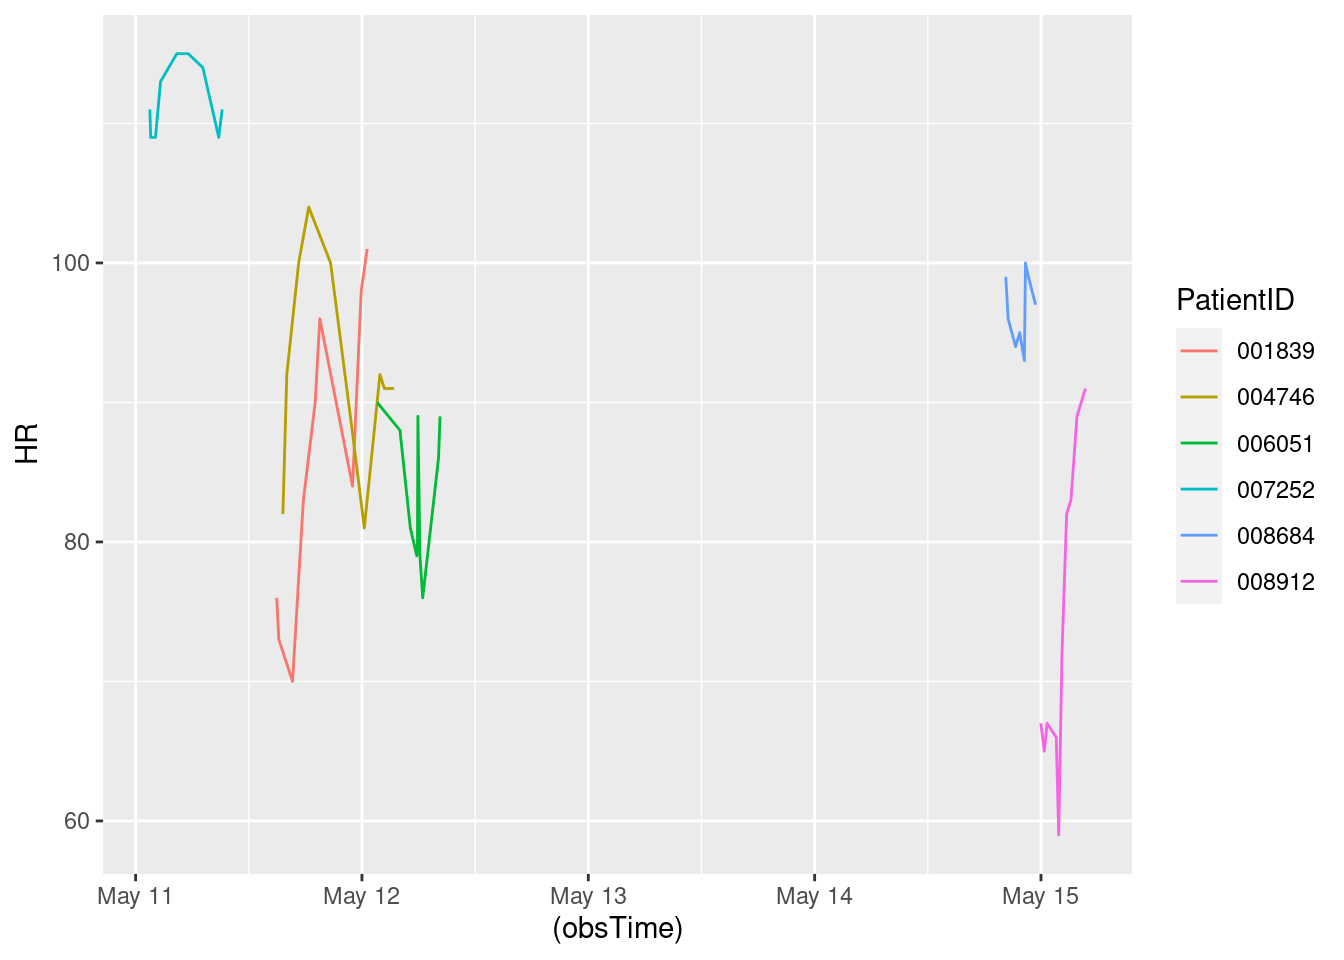 HR
100
80
60
May 11
May 12
May 13
May 14
May 15
(obsTime)
PatientID
001839
004746
006051
007252
008684
008912